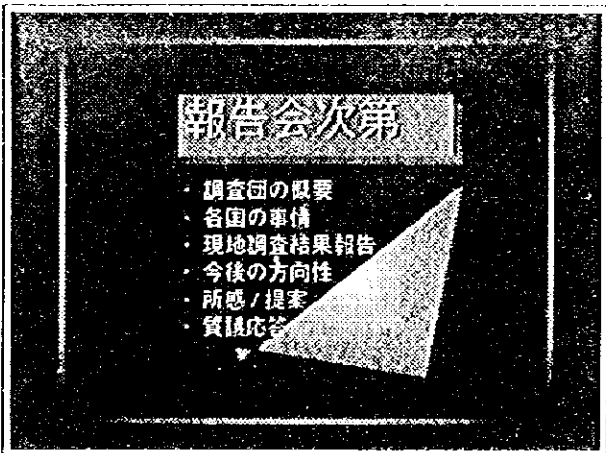 報告会次第
・調査団の概要
・各国の事情
・現地調査結果報告
・今後の方向性
・所感/提案
・質疑応答